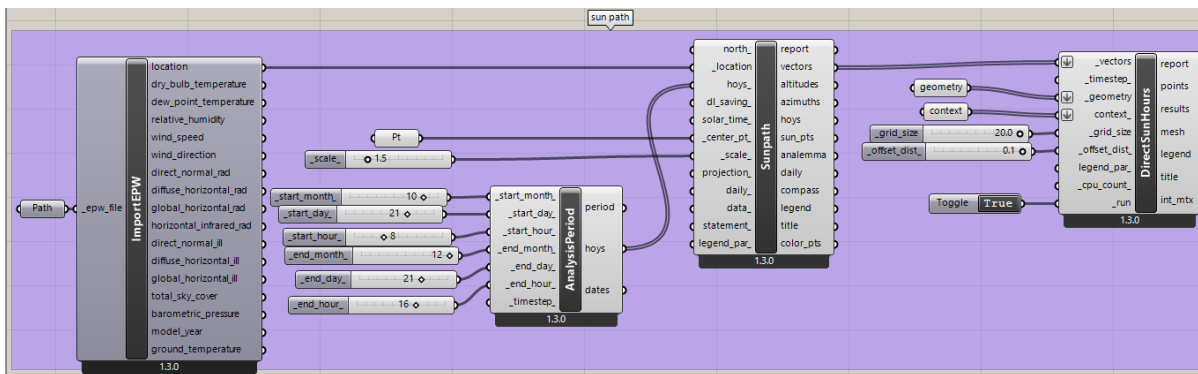 sun path
Path
_epw_file
ImportEPW
location
dry_bulb_temperature
dew_point_temperature
relative_humidity
wind_speed
wind_direction
direct_normal_rad
diffuse_horizontal_rad
global_horizontal_rad
horizontal_infrared_rad
direct_normal_ill
diffuse_horizontal_ill
global_horizontal_ill
total_sky_cover
barometric_pressure
model_year
ground_temperature
1.3.0
Pt
_scale_ 1.5
_start_month_ 10
_start_day_ 21
_start_hour_ 8
_end_month_ 12
_end_day_ 21
_end_hour_ 16
_start_month_
_start_day_
_start_hour_
_end_month_
_end_day_
_end_hour_
_timestep_
AnalysisPeriod
period
hoys
dates
1.3.0
north_
_location
hoys_
dl_saving_
solar_time_
_center_pt_
_scale_
projection_
daily_
data_
statement_
legend_par_
Sunpath
report
vectors
altitudes
azimuths
hoys
sun_pts
analemma
daily
compass
legend
title
color_pts
1.3.0
geometry
context
_grid_size 20.0
_offset_dist_ 0.1
Toggle True
_vectors
_timestep_
_geometry
context_
_grid_size
_offset_dist_
legend_par_
_cpu_count_
_run
DirectSunHours
report
points
results
mesh
legend
title
int_mtx
1.3.0